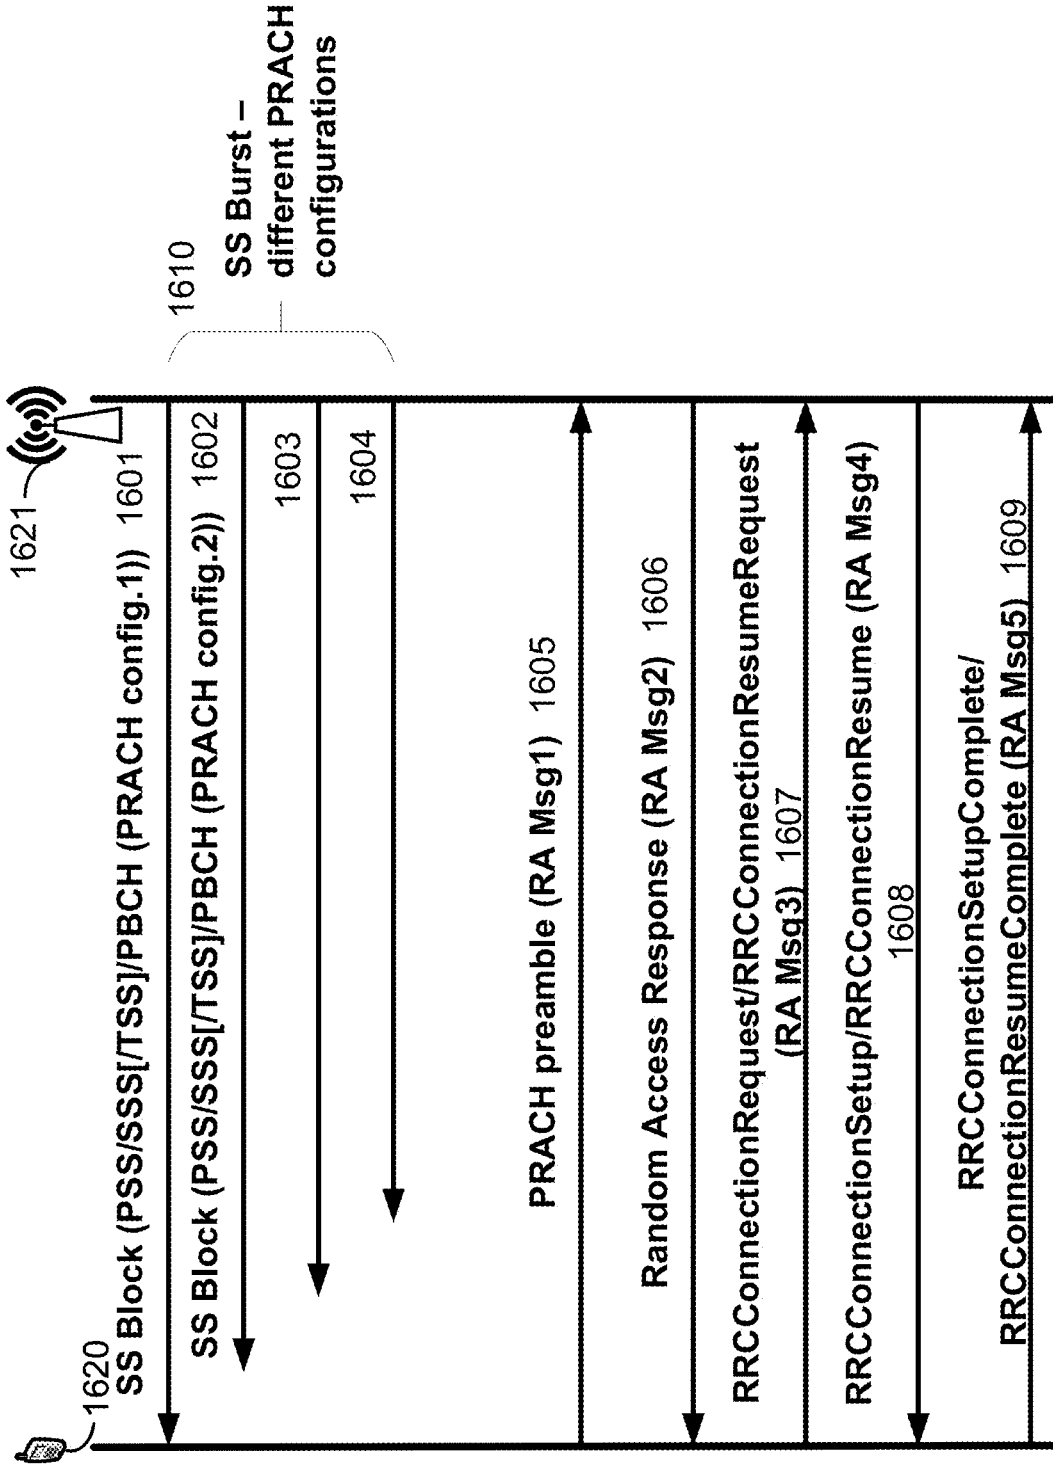 1620
1621
SS Block (PSS/SSS[/TSS]/PBCH (PRACH config.1)) 1601
SS Block (PSS/SSS[/TSS]/PBCH (PRACH config.2)) 1602
1603
1604
1610
SS Burst –
different PRACH
configurations
PRACH preamble (RA Msg1) 1605
Random Access Response (RA Msg2) 1606
RRCConnectionRequest/RRCConnectionResumeRequest
(RA Msg3) 1607
RRCConnectionSetup/RRCConnectionResume (RA Msg4)
1608
RRCConnectionSetupComplete/
RRCConnectionResumeComplete (RA Msg5) 1609